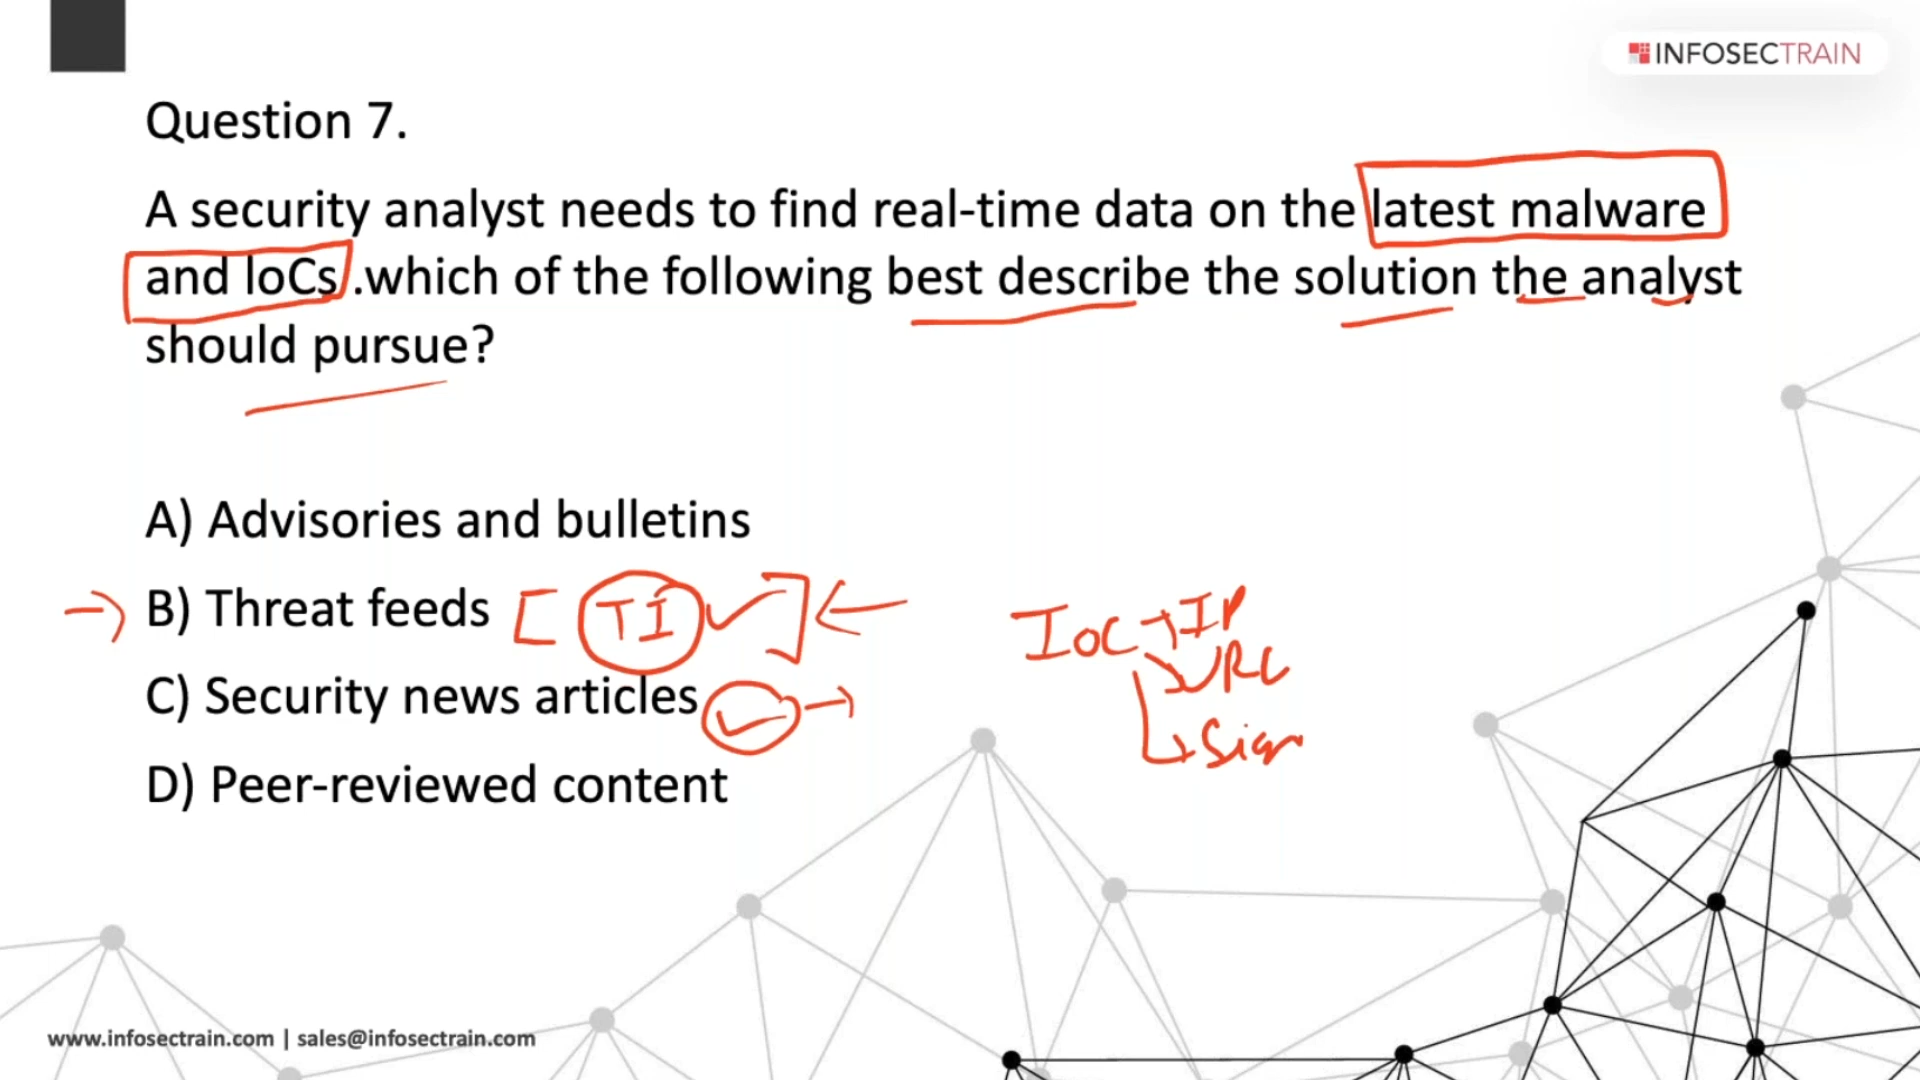 INFOSECTRAIN
Question 7.
A security analyst needs to find real-time data on the latest malware
and IoCs .which of the following best describe the solution the analyst
should pursue?
A) Advisories and bulletins
B) Threat feeds [ TI ]
C) Security news articles
D) Peer-reviewed content
IoC → IP
URL
Sign
www.infosectrain.com | sales@infosectrain.com